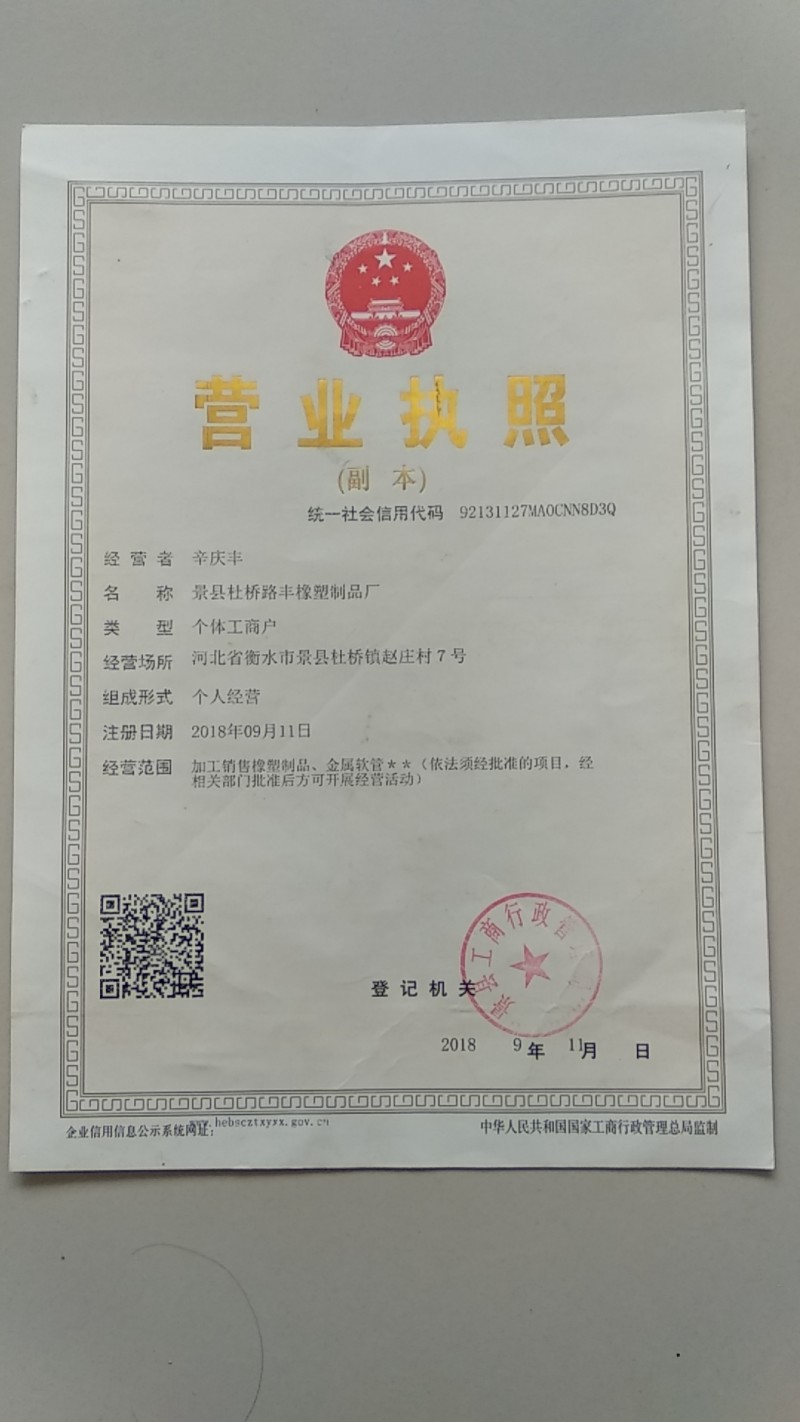 营业执照
(副 本)
统一社会信用代码 92131127MA0CNN8D3Q
经营者 辛庆丰
名称 景县杜桥路丰橡塑制品厂
类型 个体工商户
经营场所 河北省衡水市景县杜桥镇赵庄村7号
组成形式 个人经营
注册日期 2018年09月11日
经营范围 加工销售橡塑制品、金属软管**（依法须经批准的项目，经
相关部门批准后方可开展经营活动）
景县工商行政管
登记机关
2018 9年 11月 日
企业信用信息公示系统网址：www.hebscztxyxx.gov.cn
中华人民共和国国家工商行政管理总局监制